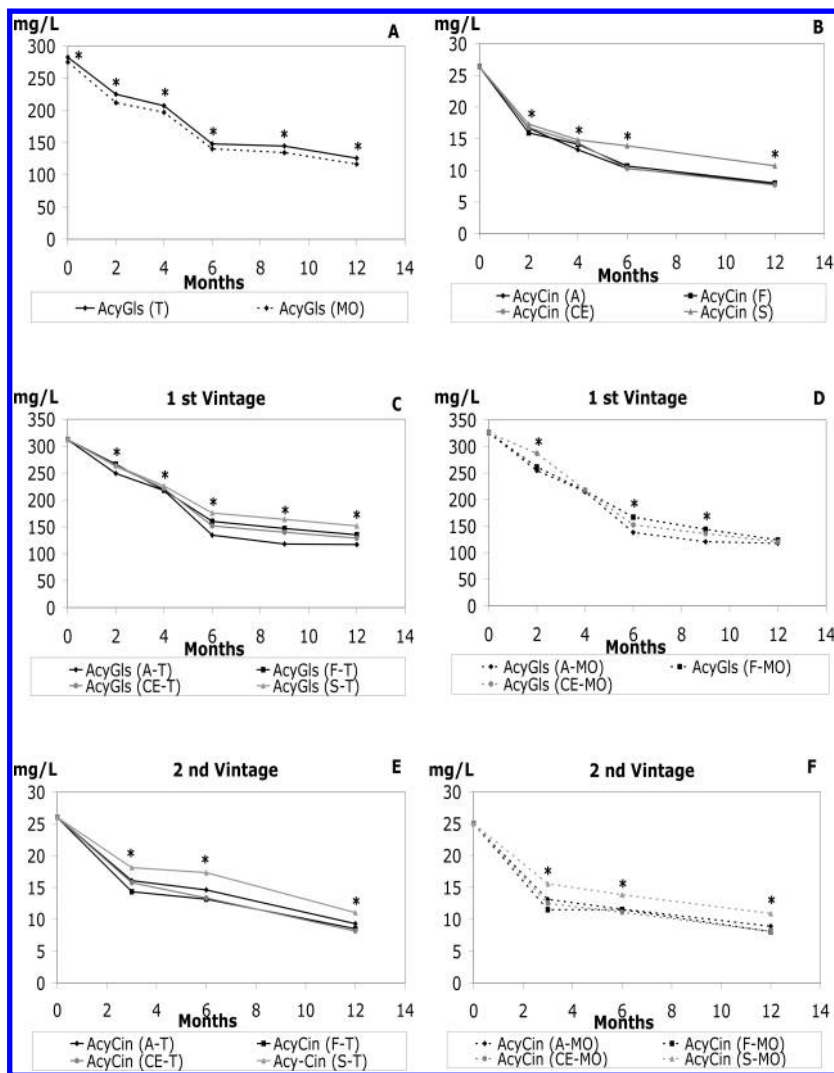 mg/L A
300
250
200
150
100
50
0
* * * * * *
0 2 4 6 8 10 12 14
Months
AcyGls (T) AcyGls (MO)
mg/L B
30
25
20
15
10
5
0
* * * *
0 2 4 6 8 10 12 14
Months
AcyCin (A) AcyCin (F)
AcyCin (CE) AcyCin (S)
mg/L 1 st Vintage C
350
300
250
200
150
100
50
0
* * * * *
0 2 4 6 8 10 12 14
Months
AcyGls (A-T) AcyGls (F-T)
AcyGls (CE-T) AcyGls (S-T)
mg/L 1 st Vintage D
350
300
250
200
150
100
50
0
* * *
0 2 4 6 8 10 12 14
Months
AcyGls (A-MO) AcyGls (F-MO)
AcyGls (CE-MO)
mg/L 2 nd Vintage E
30
25
20
15
10
5
0
* * *
0 2 4 6 8 10 12 14
Months
AcyCin (A-T) AcyCin (F-T)
AcyCin (CE-T) Acy-Cin (S-T)
mg/L 2 nd Vintage F
30
25
20
15
10
5
0
* * *
0 2 4 6 8 10 12 14
Months
AcyCin (A-MO) AcyCin (F-MO)
AcyCin (CE-MO) AcyCin (S-MO)